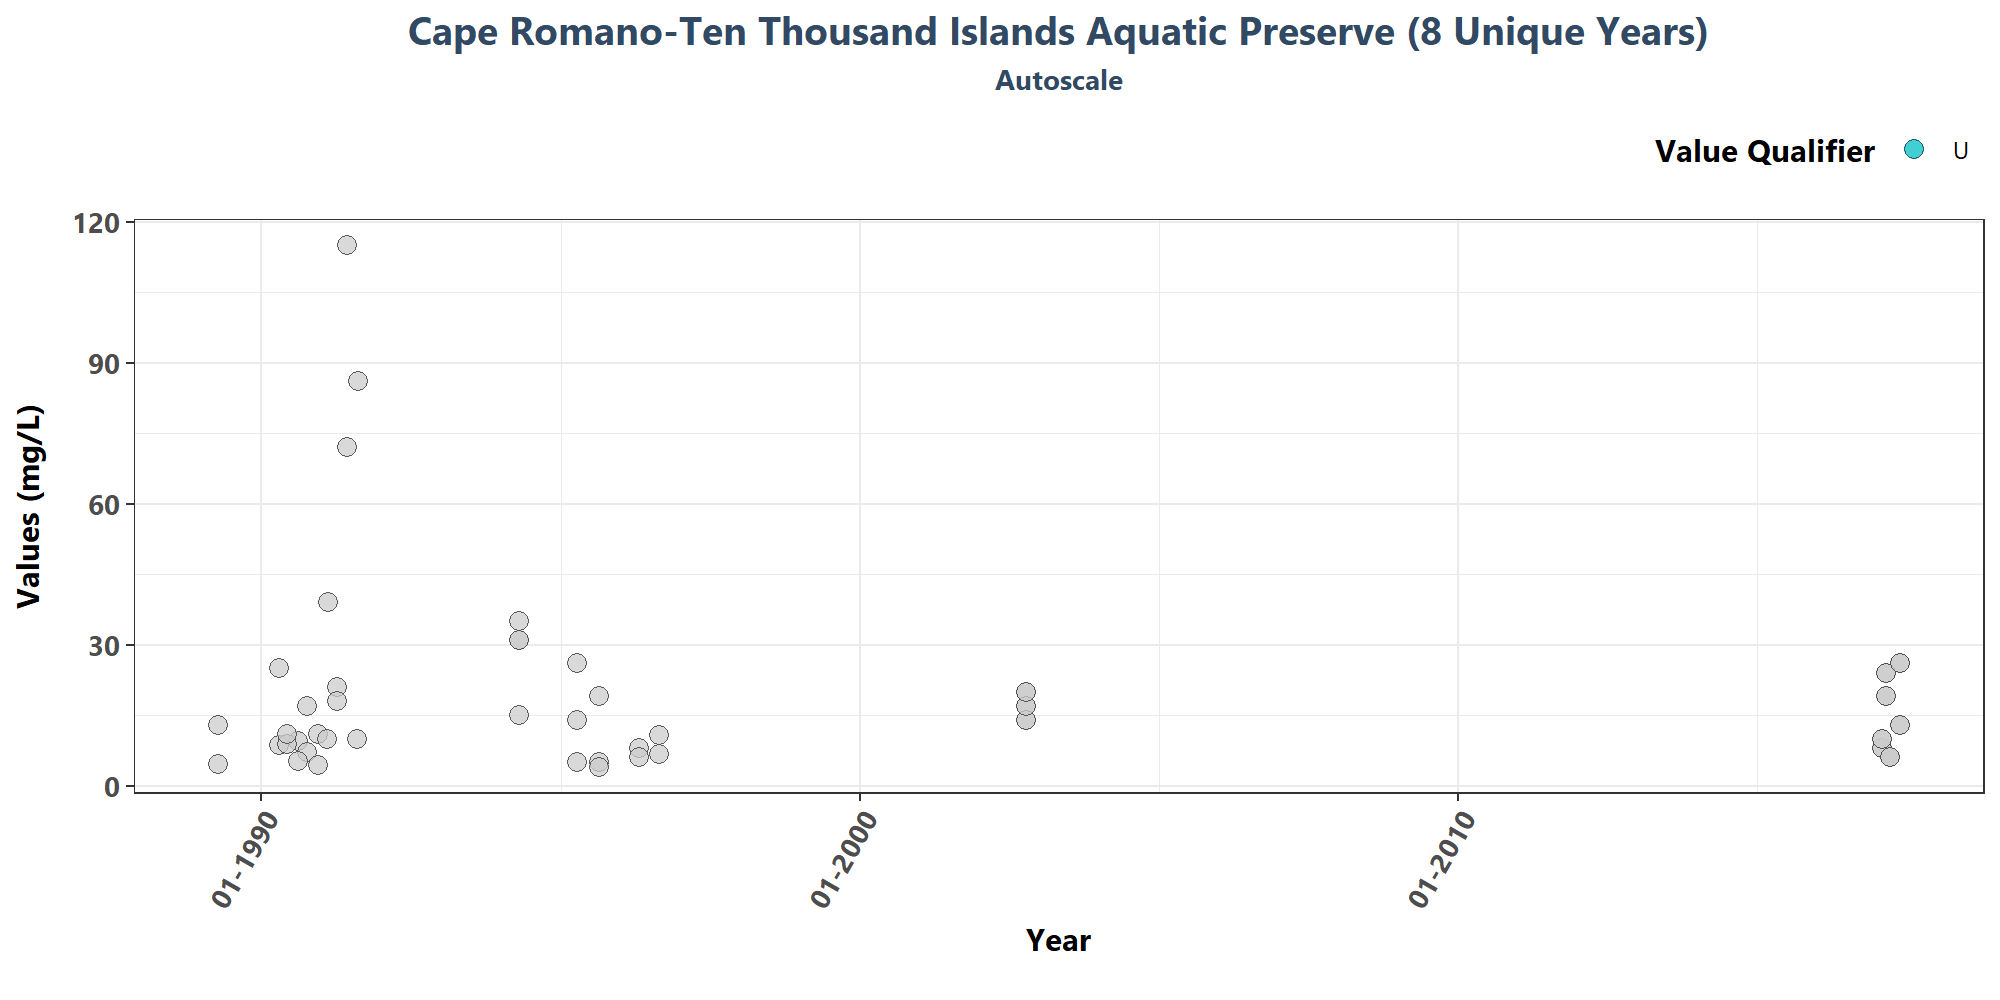 Cape Romano-Ten Thousand Islands Aquatic Preserve (8 Unique Years)
Autoscale
Value Qualifier U
120
90
60
30
0
Values (mg/L)
01-1990
01-2000
01-2010
Year